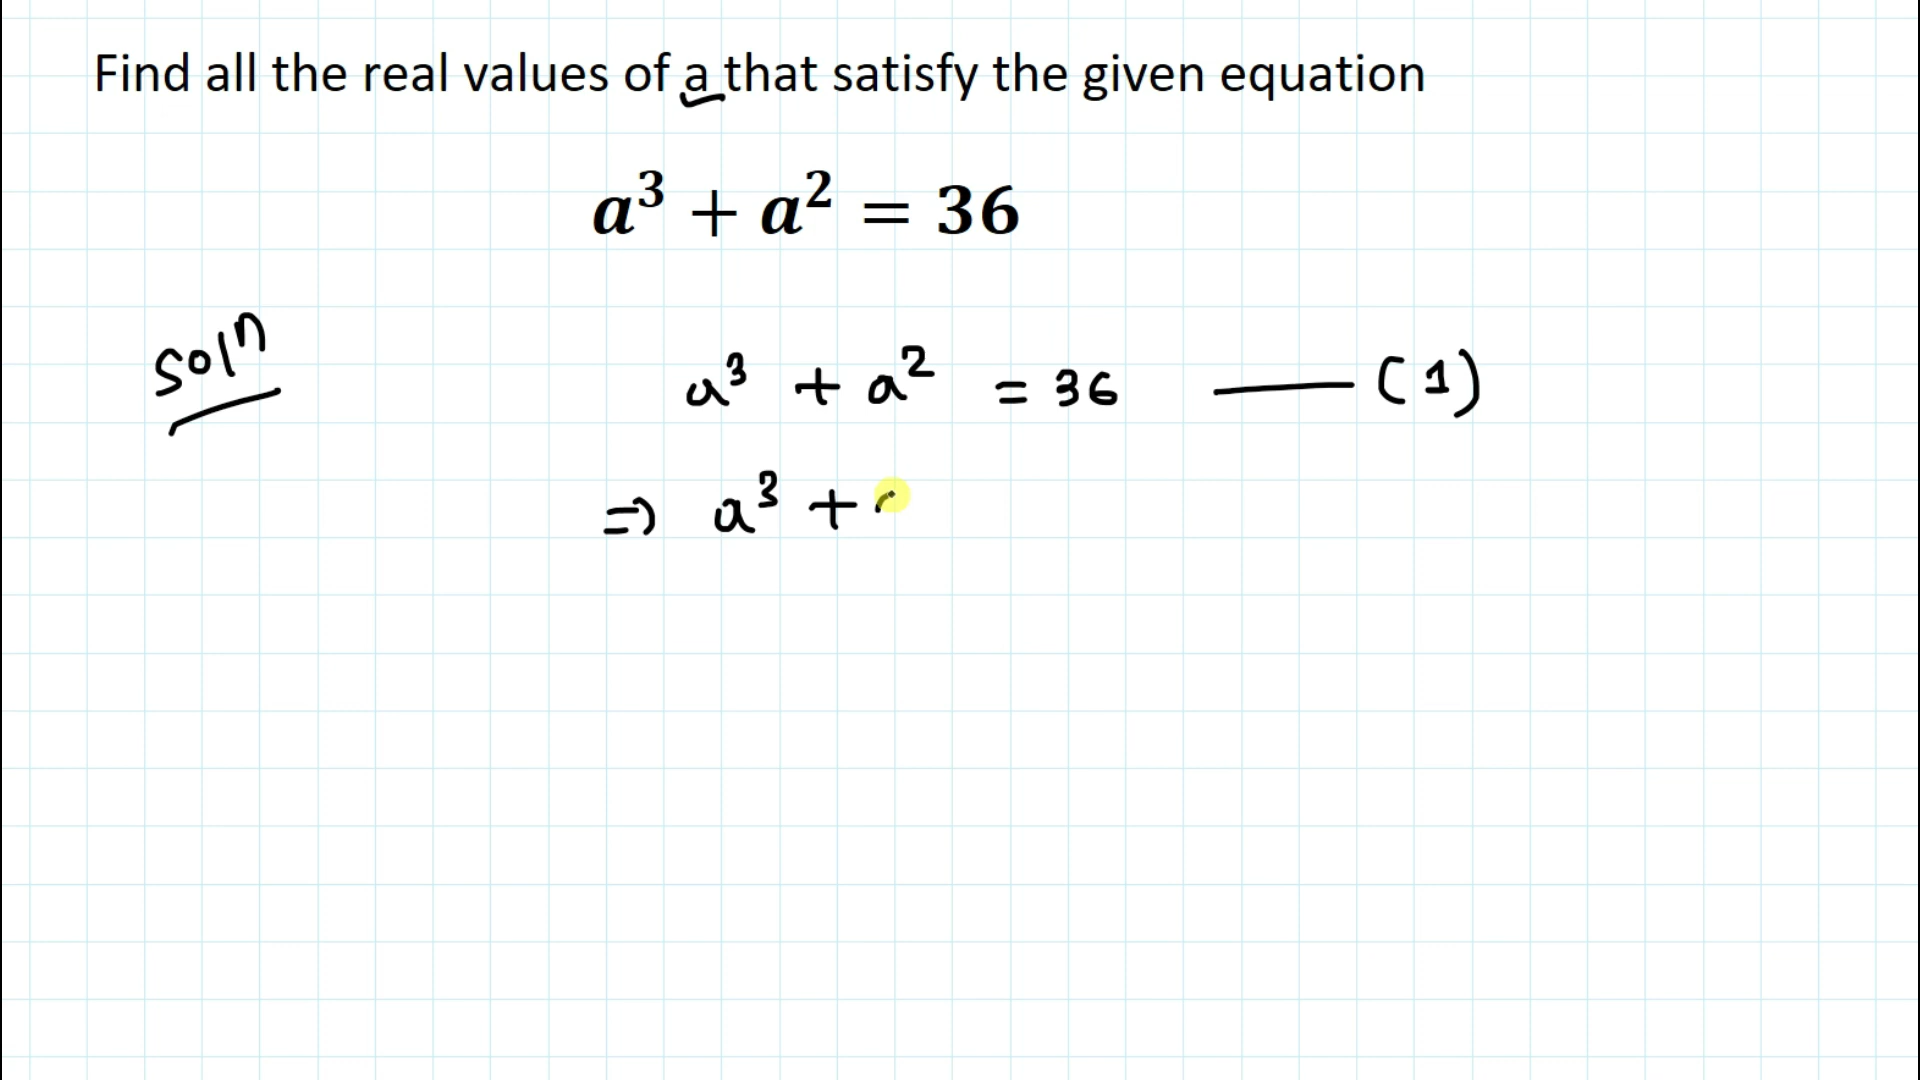 Find all the real values of a that satisfy the given equation
a³ + a² = 36
Solⁿ
a³ + a² = 36 —— (1)
⇒ a³ +